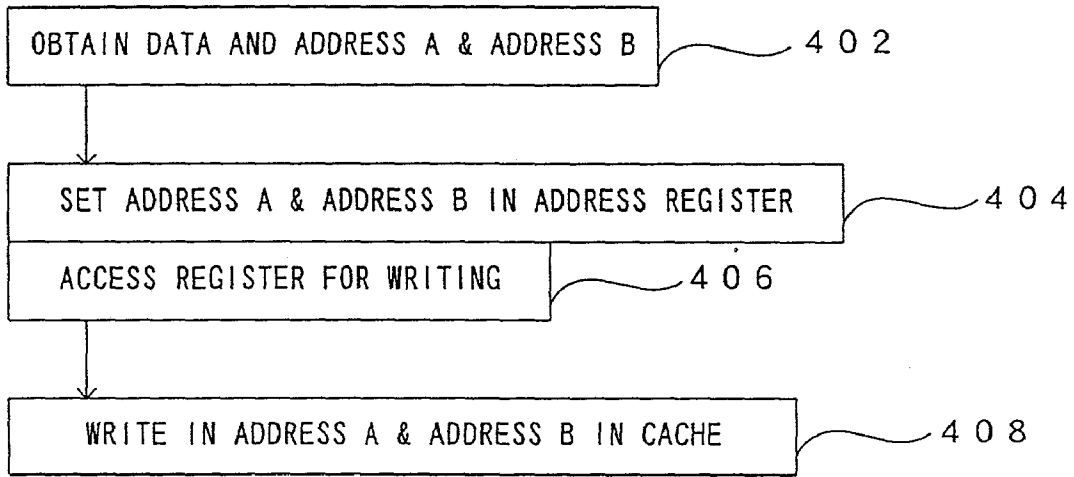 OBTAIN DATA AND ADDRESS A & ADDRESS B
402
SET ADDRESS A & ADDRESS B IN ADDRESS REGISTER
404
ACCESS REGISTER FOR WRITING
406
WRITE IN ADDRESS A & ADDRESS B IN CACHE
408